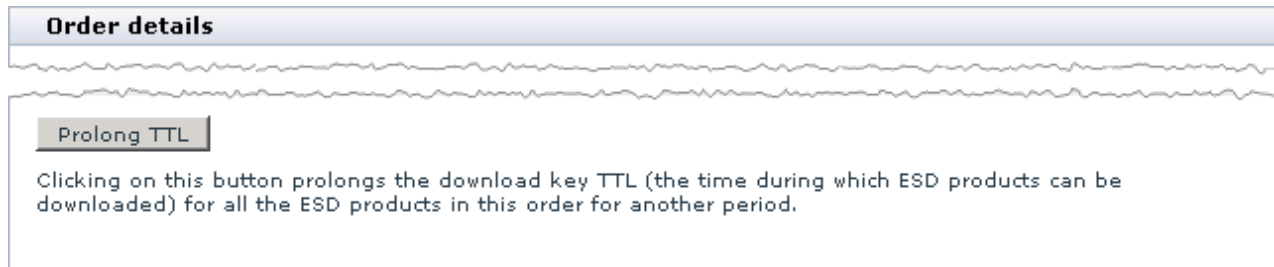 Order details
Prolong TTL
Clicking on this button prolongs the download key TTL (the time during which ESD products can be
downloaded) for all the ESD products in this order for another period.